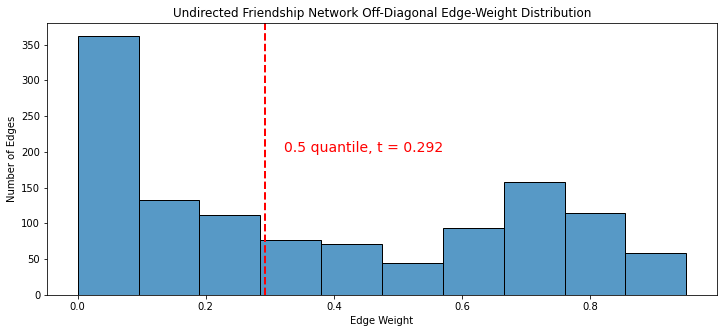 Undirected Friendship Network Off-Diagonal Edge-Weight Distribution
350
300
250
200
150
100
50
0
Number of Edges
0.5 quantile, t = 0.292
0.0 0.2 0.4 0.6 0.8
Edge Weight